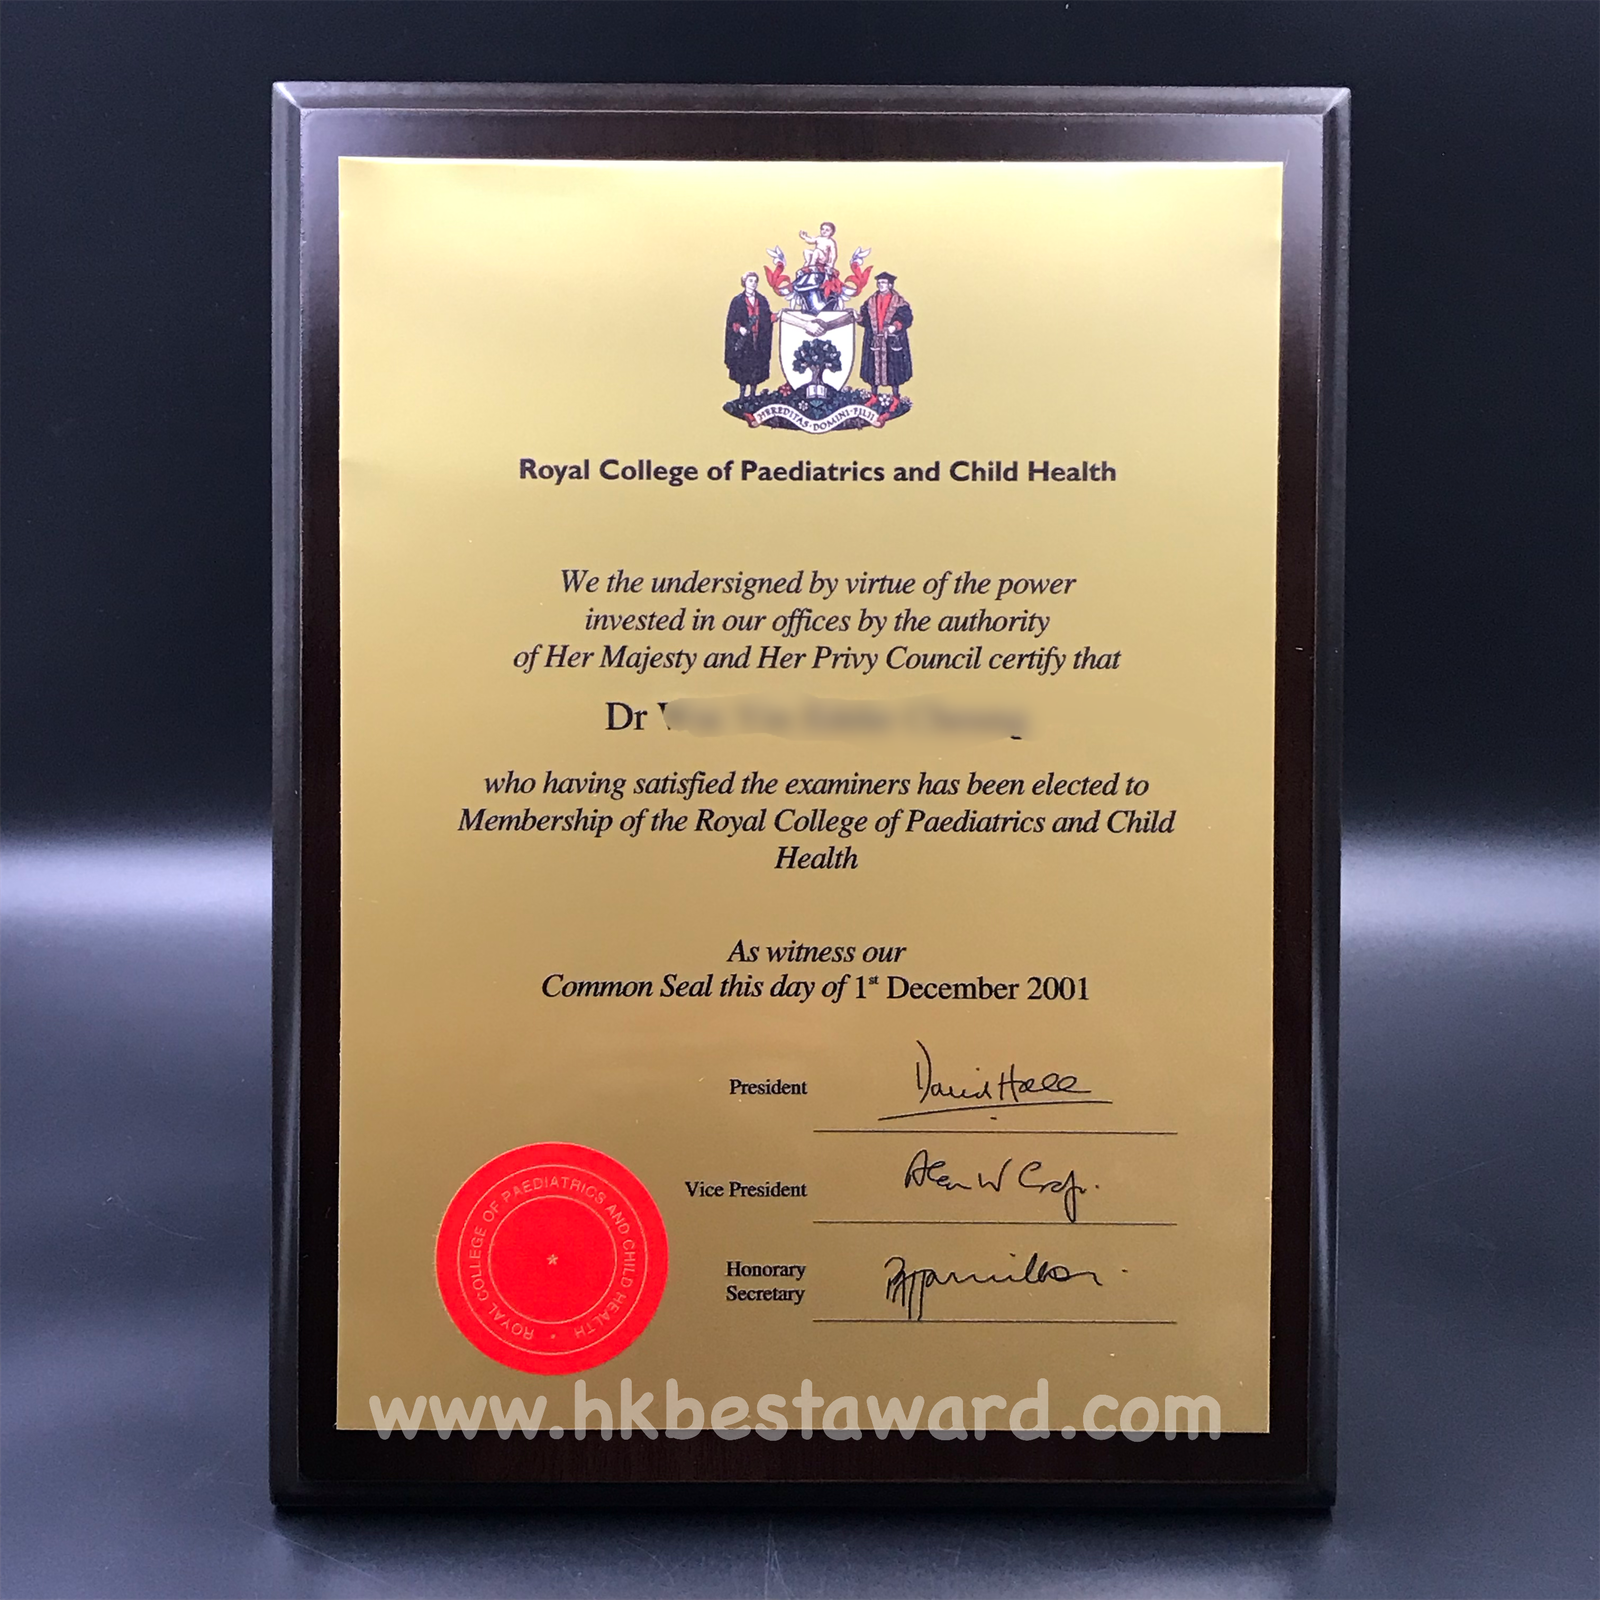 HEREDITAS · DOMINI · FILII
Royal College of Paediatrics and Child Health
We the undersigned by virtue of the power
invested in our offices by the authority
of Her Majesty and Her Privy Council certify that
Dr
who having satisfied the examiners has been elected to
Membership of the Royal College of Paediatrics and Child
Health
As witness our
Common Seal this day of 1st December 2001
President
David Hall
Vice President
Alan W Craft
Honorary
Secretary
ROYAL COLLEGE OF PAEDIATRICS AND CHILD HEALTH
www.hkbestaward.com